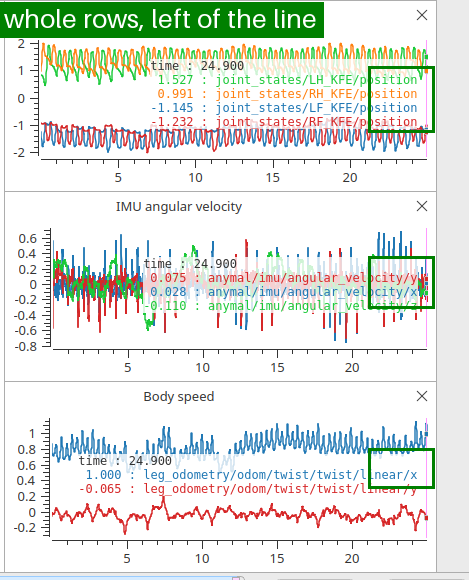 whole rows, left of the line
2
1
0
-1
-2
time : 24.900
1.527 : joint_states/LH_KFE/position
0.991 : joint_states/RH_KFE/position
-1.145 : joint_states/LF_KFE/position
-1.232 : joint_states/RF_KFE/position
5 10 15 20
IMU angular velocity
0.6
0.4
0.2
0
-0.2
-0.4
-0.6
-0.8
time : 24.900
0.075 : anymal/imu/angular_velocity/y
0.028 : anymal/imu/angular_velocity/x
-0.110 : anymal/imu/angular_velocity/z
5 10 15 20
Body speed
1
0.8
0.6
0.4
0.2
0
-0.2
time : 24.900
1.000 : leg_odometry/odom/twist/twist/linear/x
-0.065 : leg_odometry/odom/twist/twist/linear/y
5 10 15 20